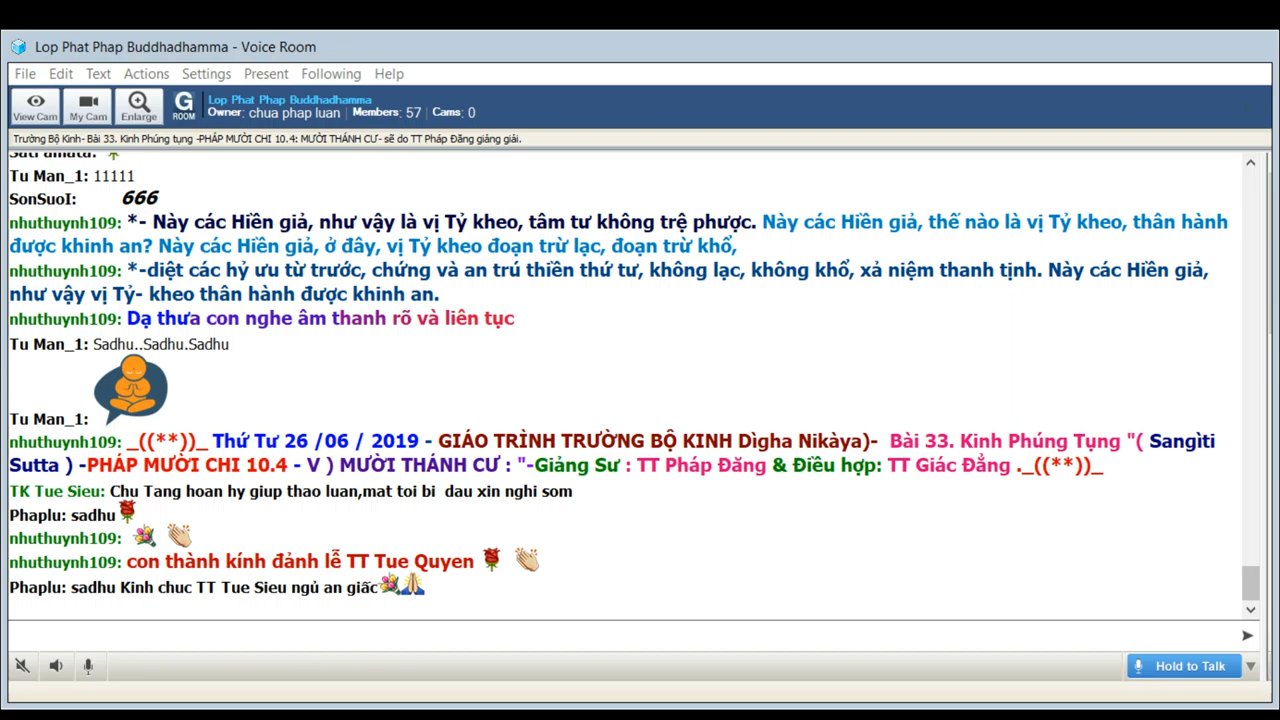 Lop Phat Phap Buddhadhamma - Voice Room
File Edit Text Actions Settings Present Following Help
View Cam My Cam Enlarge G ROOM Lop Phat Phap Buddhadhamma
Owner: chua phap luan | Members: 57 | Cams: 0
Trường Bộ Kinh- Bài 33. Kinh Phúng tụng -PHÁP MƯỜI CHI 10.4: MƯỜI THÁNH CƯ- sẽ do TT Pháp Đăng giảng giải.
Sati amata:
Tu Man_1: 11111
SonSuoI: 666
nhuthuynh109: *- Này các Hiền giả, như vậy là vị Tỷ kheo, tâm tư không trệ phược. Này các Hiền giả, thế nào là vị Tỷ kheo, thân hành
được khinh an? Này các Hiền giả, ở đây, vị Tỷ kheo đoạn trừ lạc, đoạn trừ khổ,
nhuthuynh109: *-diệt các hỷ ưu từ trước, chứng và an trú thiền thứ tư, không lạc, không khổ, xả niệm thanh tịnh. Này các Hiền giả,
như vậy vị Tỷ- kheo thân hành được khinh an.
nhuthuynh109: Dạ thưa con nghe âm thanh rõ và liên tục
Tu Man_1: Sadhu..Sadhu.Sadhu
Tu Man_1:
nhuthuynh109: _((**))_ Thứ Tư 26 /06 / 2019 - GIÁO TRÌNH TRƯỜNG BỘ KINH Dìgha Nikàya)- Bài 33. Kinh Phúng Tụng "( Sangìti
Sutta ) -PHÁP MƯỜI CHI 10.4 - V ) MƯỜI THÁNH CƯ : "-Giảng Sư : TT Pháp Đăng & Điều hợp: TT Giác Đẳng ._((**))_
TK Tue Sieu: Chu Tang hoan hy giup thao luan,mat toi bi dau xin nghi som
Phaplu: sadhu
nhuthuynh109:
nhuthuynh109: con thành kính đảnh lễ TT Tue Quyen
Phaplu: sadhu Kinh chuc TT Tue Sieu ngủ an giấc
Hold to Talk